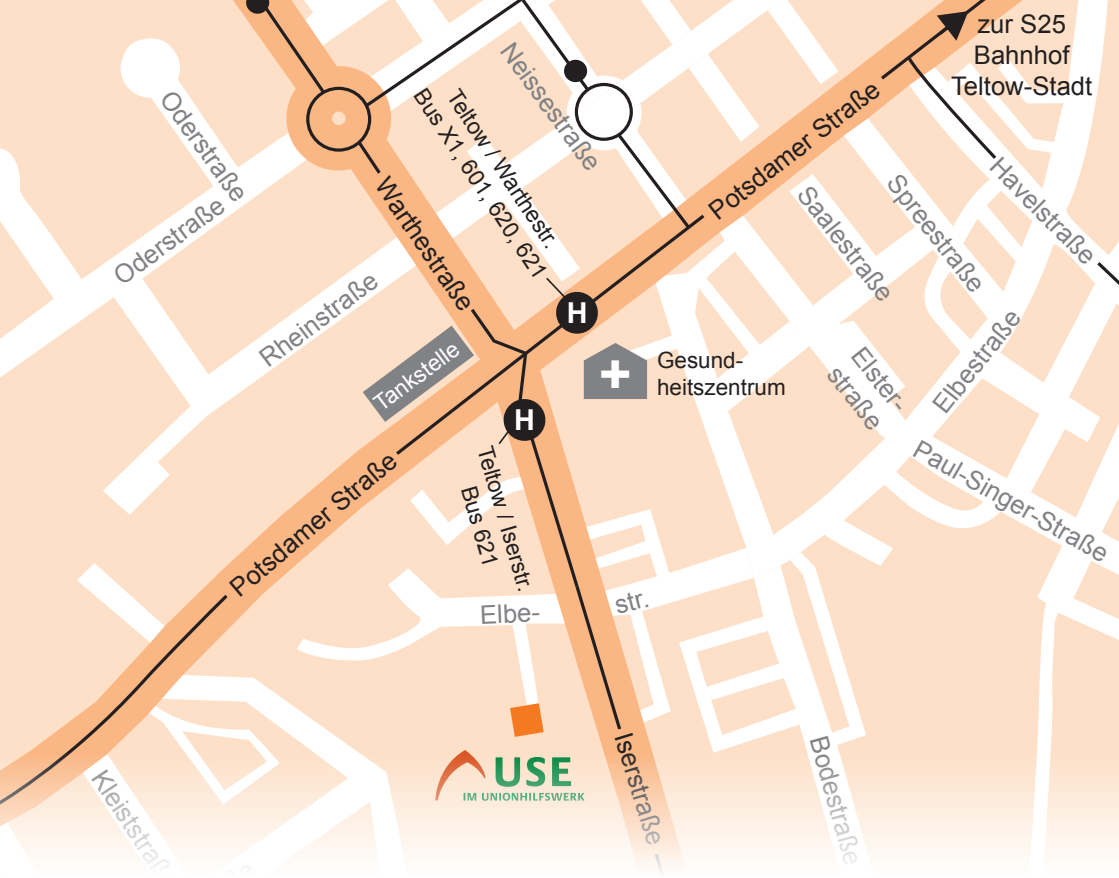 zur S25
Bahnhof
Teltow-Stadt
Neissestraße
Oderstraße
Teltow / Warthestr.
Bus X1, 601, 620, 621
Potsdamer Straße
Havelstraße
Spreestraße
Saalestraße
Warthestraße
Oderstraße
Rheinstraße
H
Tankstelle
Gesund-
heitszentrum
Elster-
straße
Elbestraße
H
Paul-Singer-Straße
Teltow / Iserstr.
Bus 621
Potsdamer Straße
Elbe-
str.
USE
IM UNIONHILFSWERK
Iserstraße
Bodestraße
Kleiststraß